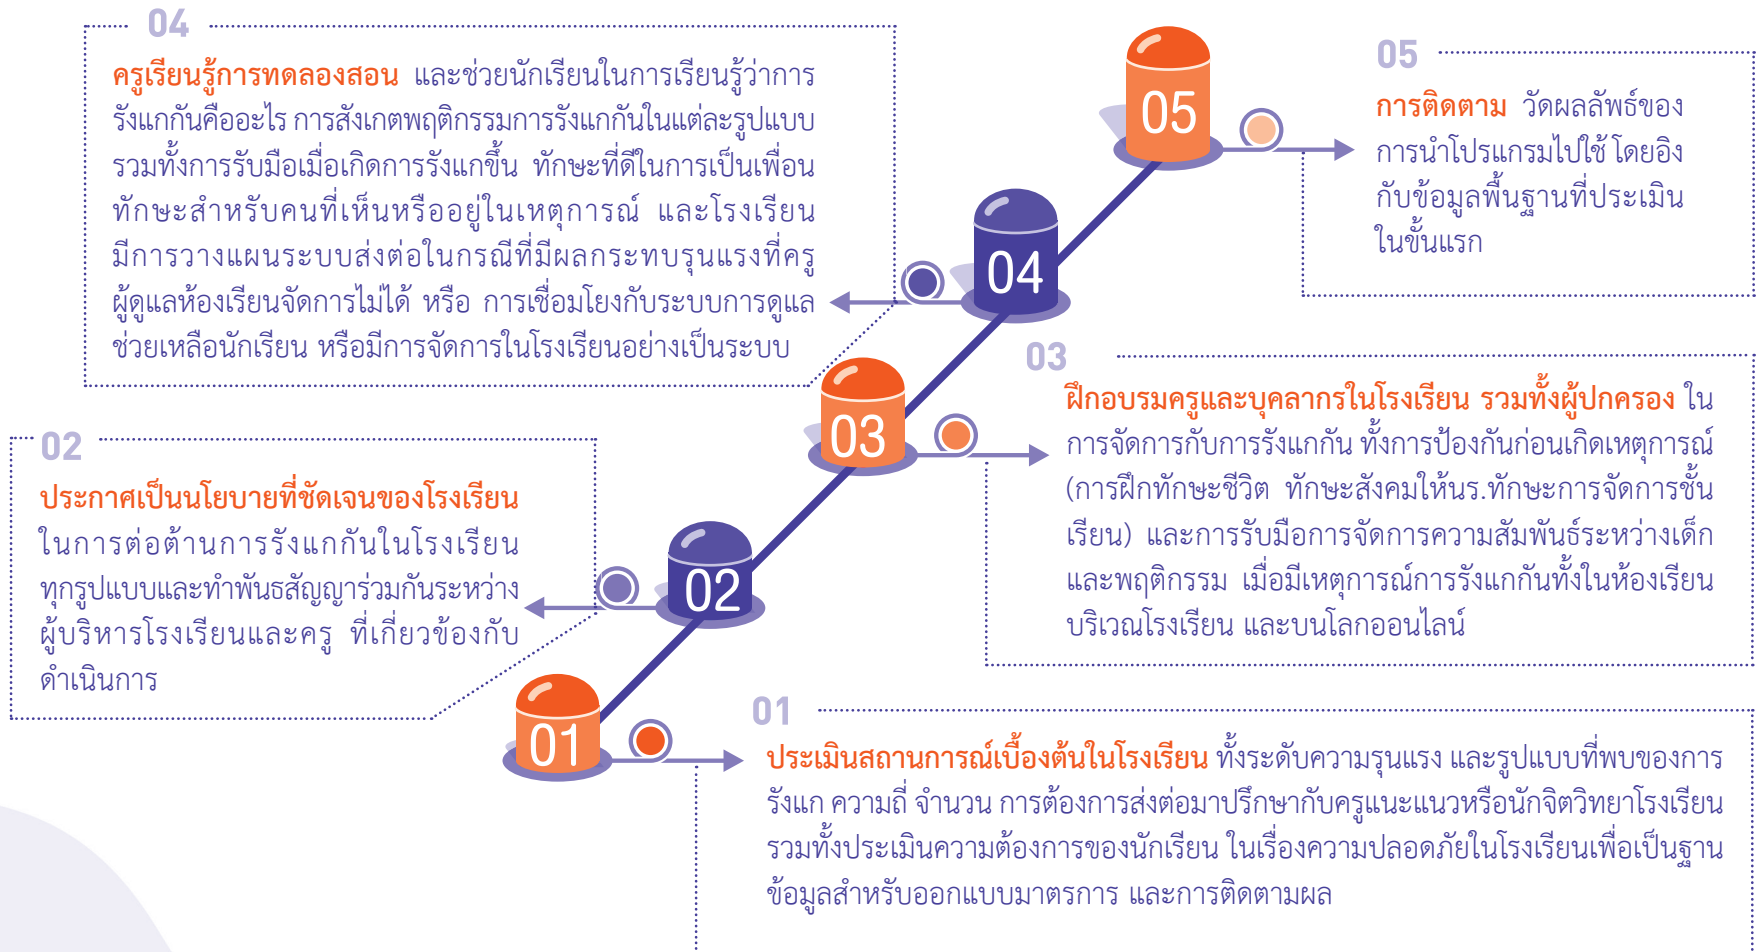 04
ครูเรียนรู้การทดลองสอน และช่วยนักเรียนในการเรียนรู้ว่าการ
รังแกกันคืออะไร การสังเกตพฤติกรรมการรังแกกันในแต่ละรูปแบบ
รวมทั้งการรับมือเมื่อเกิดการรังแกขึ้น ทักษะที่ดีในการเป็นเพื่อน
ทักษะสำหรับคนที่เห็นหรืออยู่ในเหตุการณ์ และโรงเรียน
มีการวางแผนระบบส่งต่อในกรณีที่มีผลกระทบรุนแรงที่ครู
ผู้ดูแลห้องเรียนจัดการไม่ได้ หรือ การเชื่อมโยงกับระบบการดูแล
ช่วยเหลือนักเรียน หรือมีการจัดการในโรงเรียนอย่างเป็นระบบ
05
05
การติดตาม วัดผลลัพธ์ของ
การนำโปรแกรมไปใช้ โดยอิง
กับข้อมูลพื้นฐานที่ประเมิน
ในขั้นแรก
04
03
03
ฝึกอบรมครูและบุคลากรในโรงเรียน รวมทั้งผู้ปกครอง ใน
การจัดการกับการรังแกกัน ทั้งการป้องกันก่อนเกิดเหตุการณ์
(การฝึกทักษะชีวิต ทักษะสังคมให้นร.ทักษะการจัดการชั้น
เรียน) และการรับมือการจัดการความสัมพันธ์ระหว่างเด็ก
และพฤติกรรม เมื่อมีเหตุการณ์การรังแกกันทั้งในห้องเรียน
บริเวณโรงเรียน และบนโลกออนไลน์
02
ประกาศเป็นนโยบายที่ชัดเจนของโรงเรียน
ในการต่อต้านการรังแกกันในโรงเรียน
ทุกรูปแบบและทำพันธสัญญาร่วมกันระหว่าง
ผู้บริหารโรงเรียนและครู ที่เกี่ยวข้องกับ
ดำเนินการ
02
01
01
ประเมินสถานการณ์เบื้องต้นในโรงเรียน ทั้งระดับความรุนแรง และรูปแบบที่พบของการ
รังแก ความถี่ จำนวน การต้องการส่งต่อมาปรึกษากับครูแนะแนวหรือนักจิตวิทยาโรงเรียน
รวมทั้งประเมินความต้องการของนักเรียน ในเรื่องความปลอดภัยในโรงเรียนเพื่อเป็นฐาน
ข้อมูลสำหรับออกแบบมาตรการ และการติดตามผล